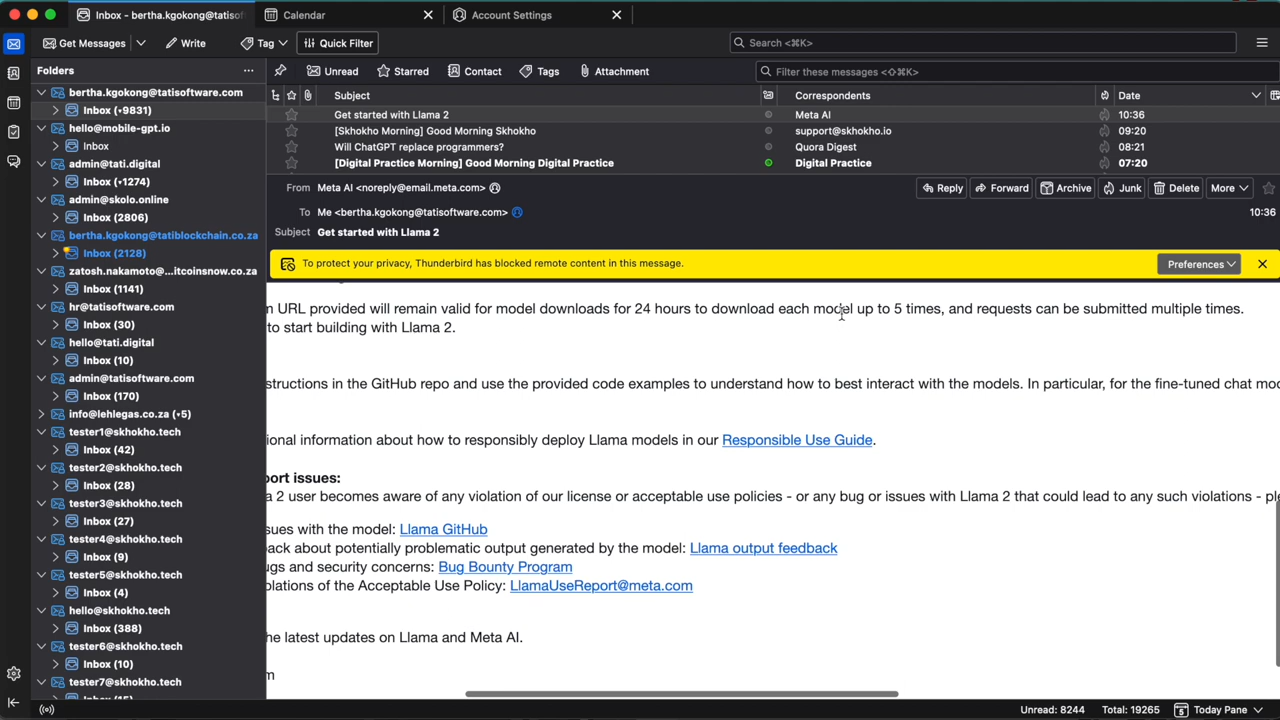 Inbox - bertha.kgokong@tatisof
Calendar
Account Settings
Get Messages
Write
Tag
Quick Filter
Search <⌘K>
Folders
Unread
Starred
Contact
Tags
Attachment
Filter these messages <⇧⌘K>
Subject
Correspondents
Date
Get started with Llama 2
Meta AI
10:36
[Skhokho Morning] Good Morning Skhokho
support@skhokho.io
09:20
Will ChatGPT replace programmers?
Quora Digest
08:21
[Digital Practice Morning] Good Morning Digital Practice
Digital Practice
07:20
bertha.kgokong@tatisoftware.com
Inbox (•9831)
hello@mobile-gpt.io
Inbox
admin@tati.digital
Inbox (•1274)
admin@skolo.online
Inbox (2806)
bertha.kgokong@tatiblockchain.co.za
Inbox (2128)
zatosh.nakamoto@...itcoinsnow.co.za
Inbox (1141)
hr@tatisoftware.com
Inbox (30)
hello@tati.digital
Inbox (10)
admin@tatisoftware.com
Inbox (170)
info@lehlegas.co.za (•5)
tester1@skhokho.tech
Inbox (42)
tester2@skhokho.tech
Inbox (28)
tester3@skhokho.tech
Inbox (27)
tester4@skhokho.tech
Inbox (9)
tester5@skhokho.tech
Inbox (4)
hello@skhokho.tech
Inbox (388)
tester6@skhokho.tech
Inbox (10)
tester7@skhokho.tech
From Meta AI <noreply@email.meta.com>
Reply
Forward
Archive
Junk
Delete
More
To Me <bertha.kgokong@tatisoftware.com>
10:36
Subject Get started with Llama 2
To protect your privacy, Thunderbird has blocked remote content in this message.
Preferences
m URL provided will remain valid for model downloads for 24 hours to download each model up to 5 times, and requests can be submitted multiple times.
to start building with Llama 2.
structions in the GitHub repo and use the provided code examples to understand how to best interact with the models. In particular, for the fine-tuned chat mo
ional information about how to responsibly deploy Llama models in our Responsible Use Guide.
port issues:
a 2 user becomes aware of any violation of our license or acceptable use policies - or any bug or issues with Llama 2 that could lead to any such violations - ple
sues with the model: Llama GitHub
back about potentially problematic output generated by the model: Llama output feedback
ugs and security concerns: Bug Bounty Program
olations of the Acceptable Use Policy: LlamaUseReport@meta.com
he latest updates on Llama and Meta AI.
m
Unread: 8244
Total: 19265
Today Pane